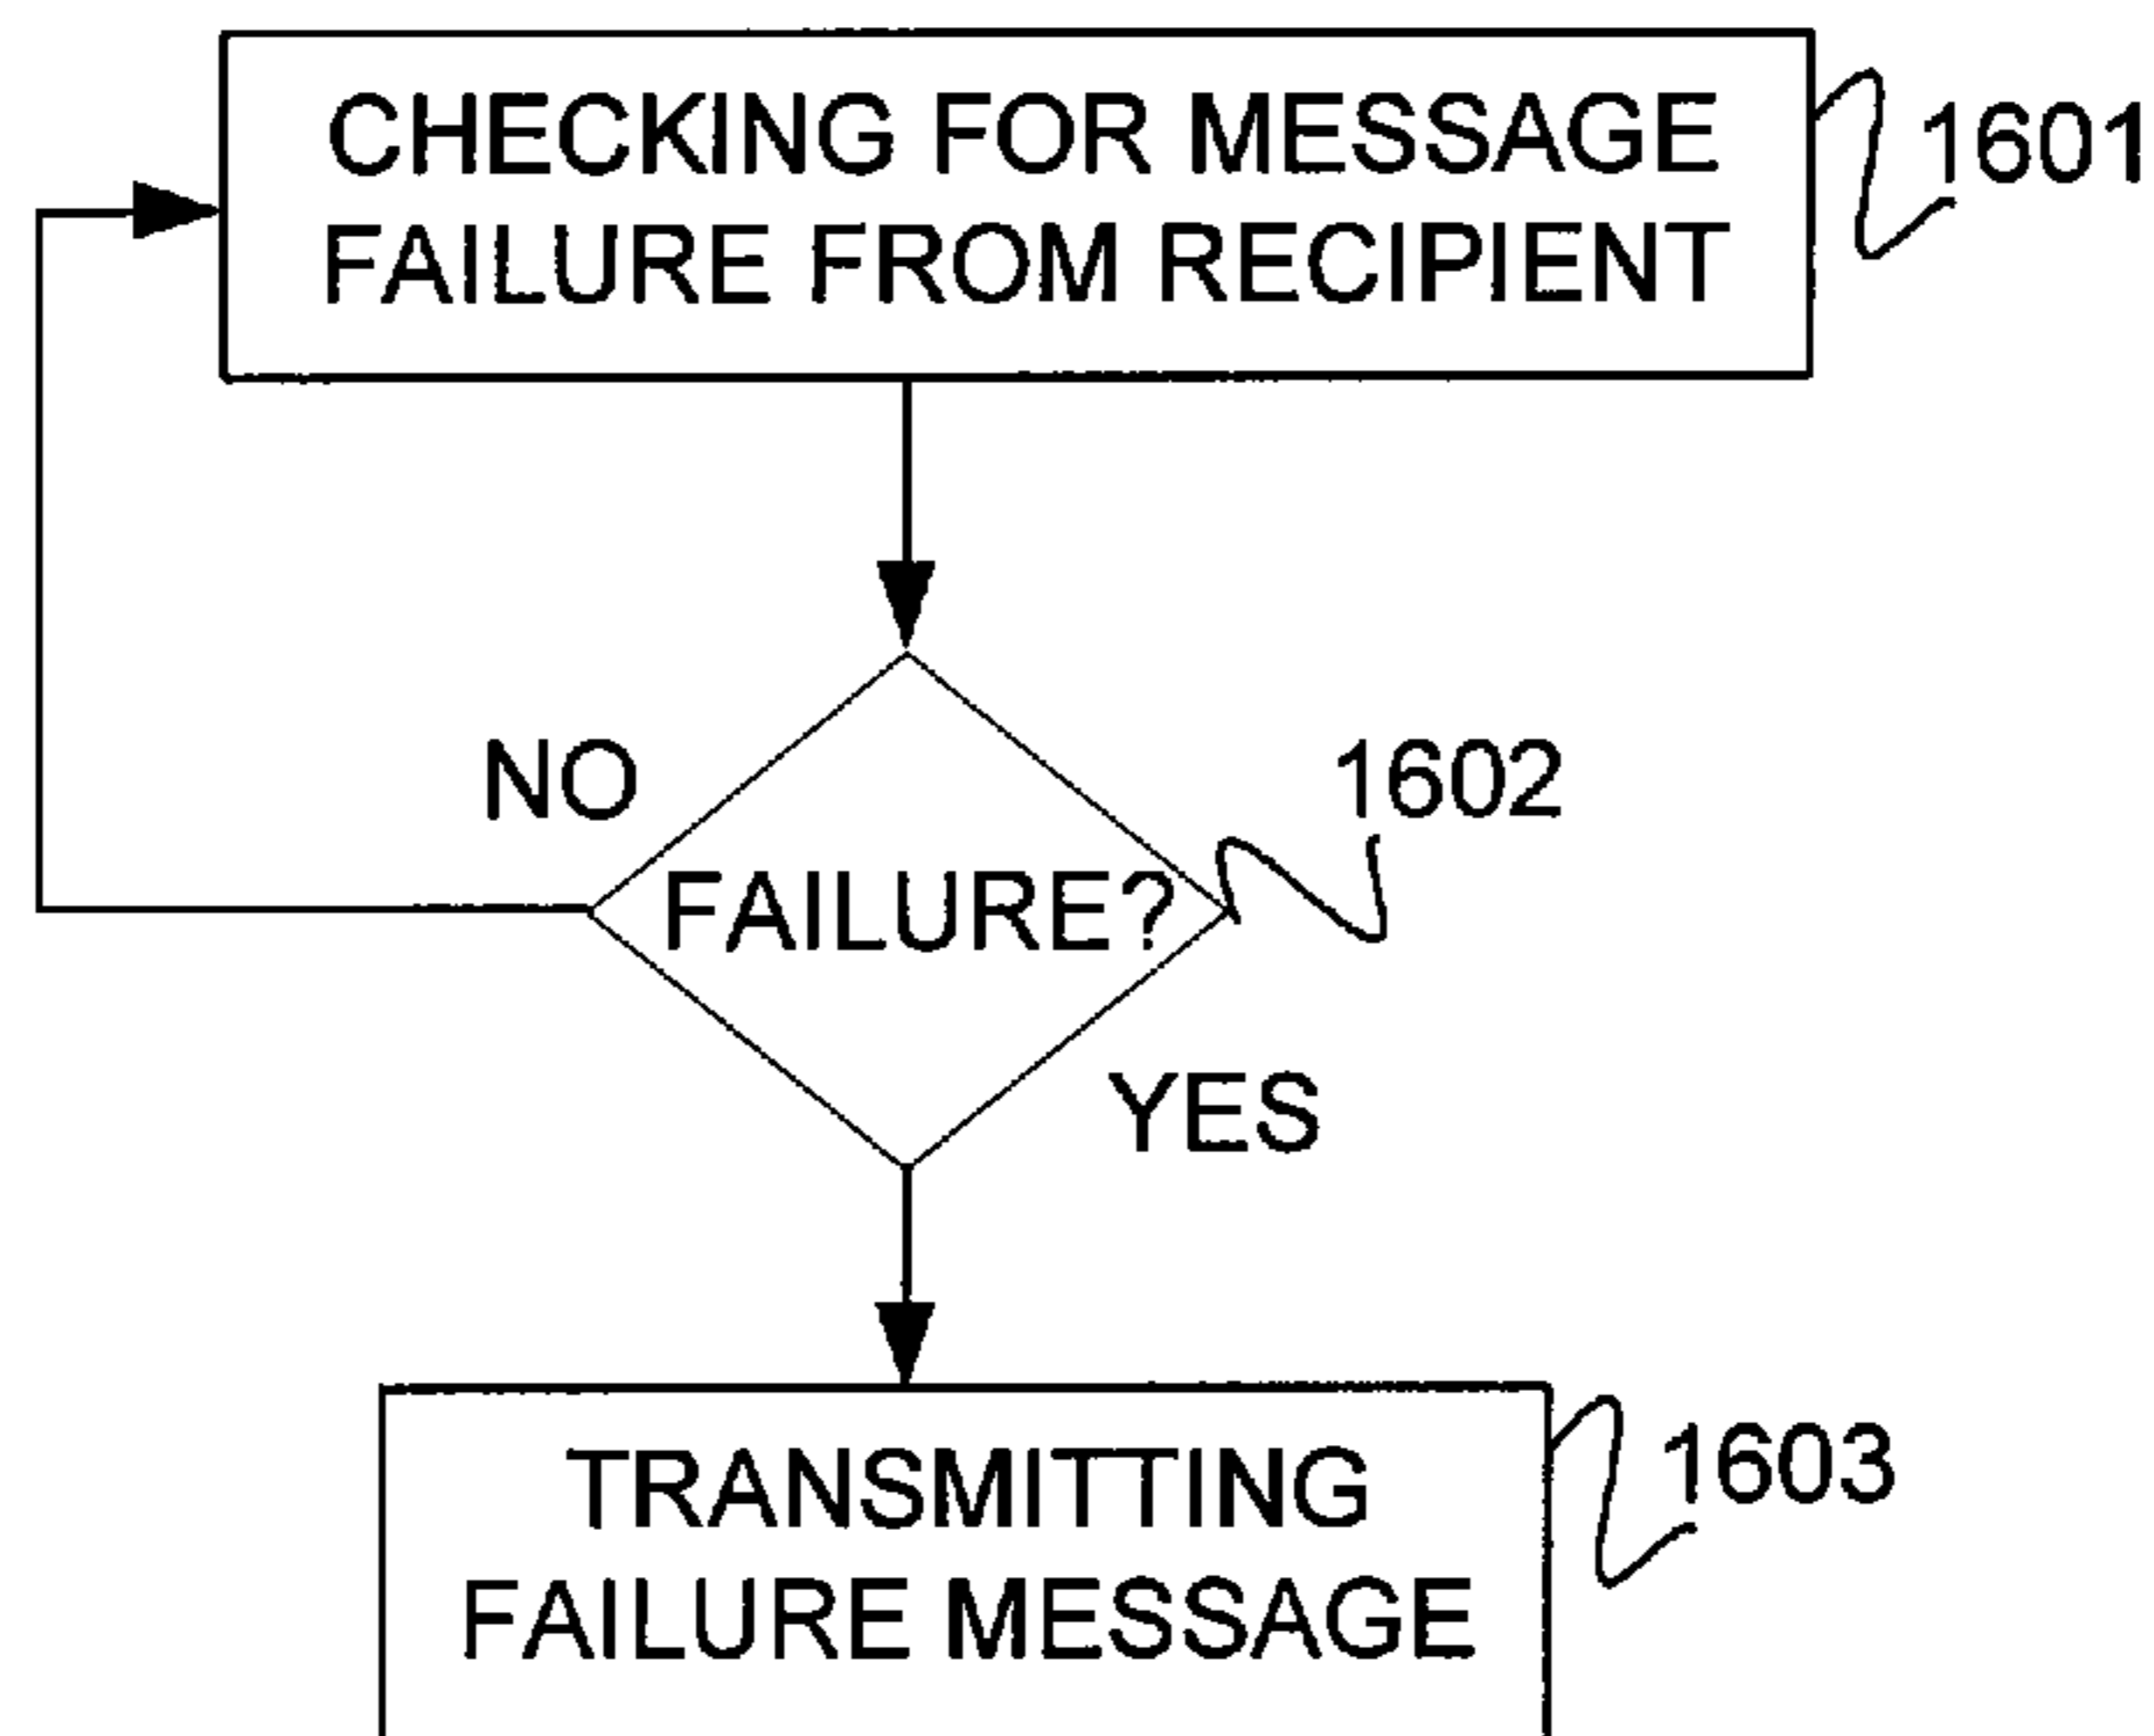 CHECKING FOR MESSAGE
FAILURE FROM RECIPIENT
1601
NO
1602
FAILURE?
YES
TRANSMITTING
FAILURE MESSAGE
1603